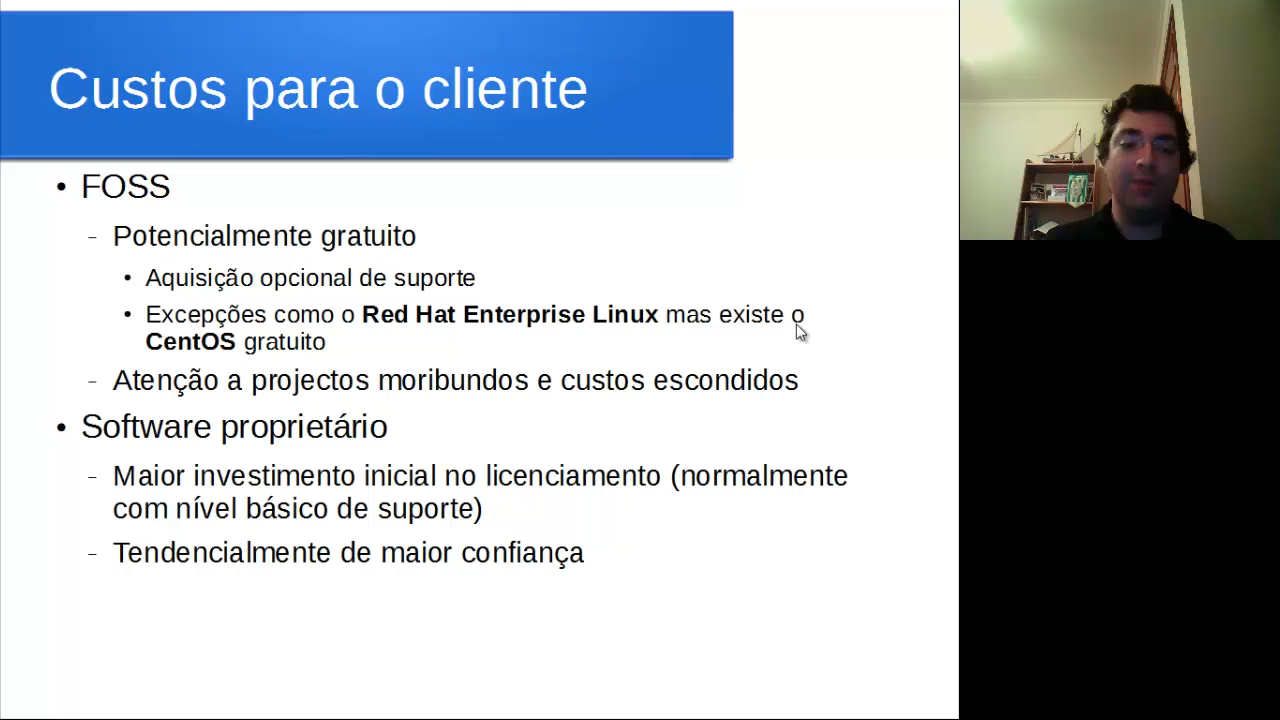 Custos para o cliente
FOSS
Potencialmente gratuito
Aquisição opcional de suporte
Excepções como o Red Hat Enterprise Linux mas existe o
CentOS gratuito
Atenção a projectos moribundos e custos escondidos
Software proprietário
Maior investimento inicial no licenciamento (normalmente
com nível básico de suporte)
Tendencialmente de maior confiança